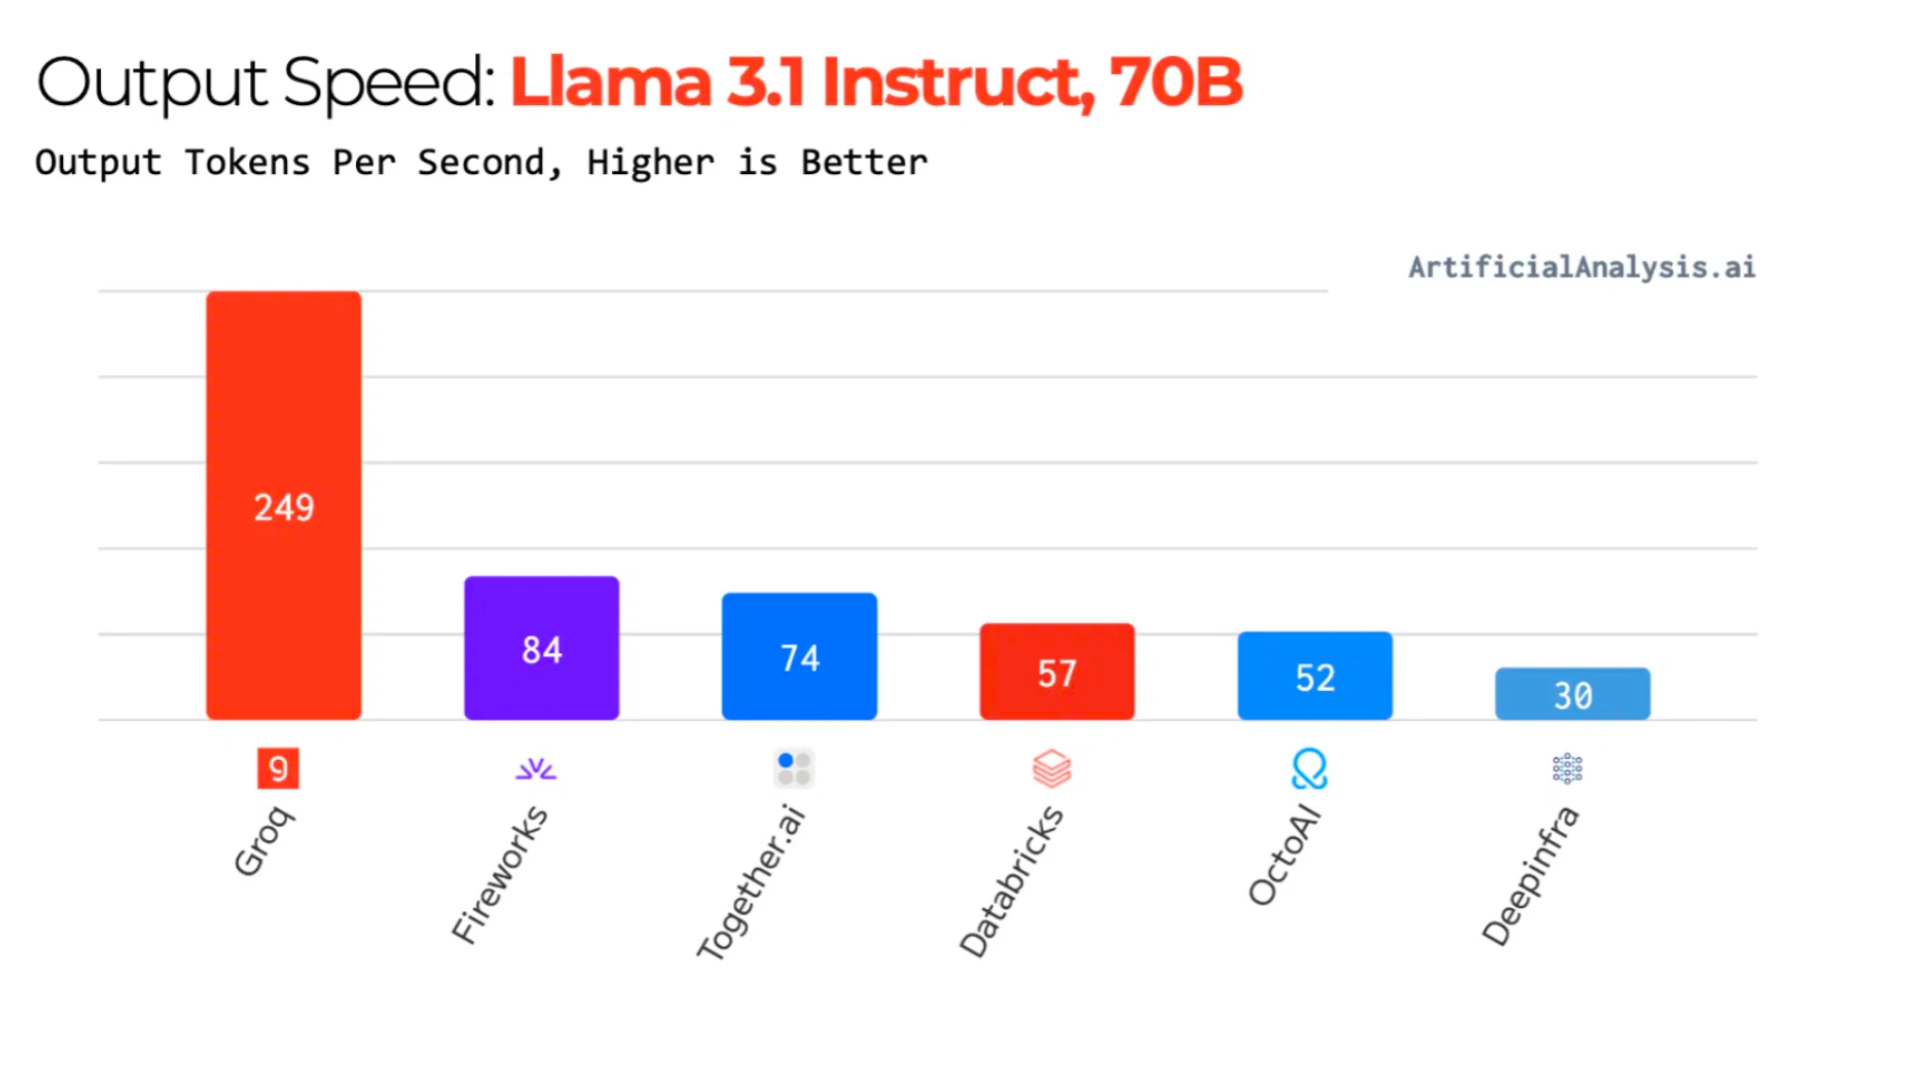 Output Speed: Llama 3.1 Instruct, 70B
Output Tokens Per Second, Higher is Better
ArtificialAnalysis.ai
249
84
74
57
52
30
Groq
Fireworks
Together.ai
Databricks
OctoAI
Deepinfra